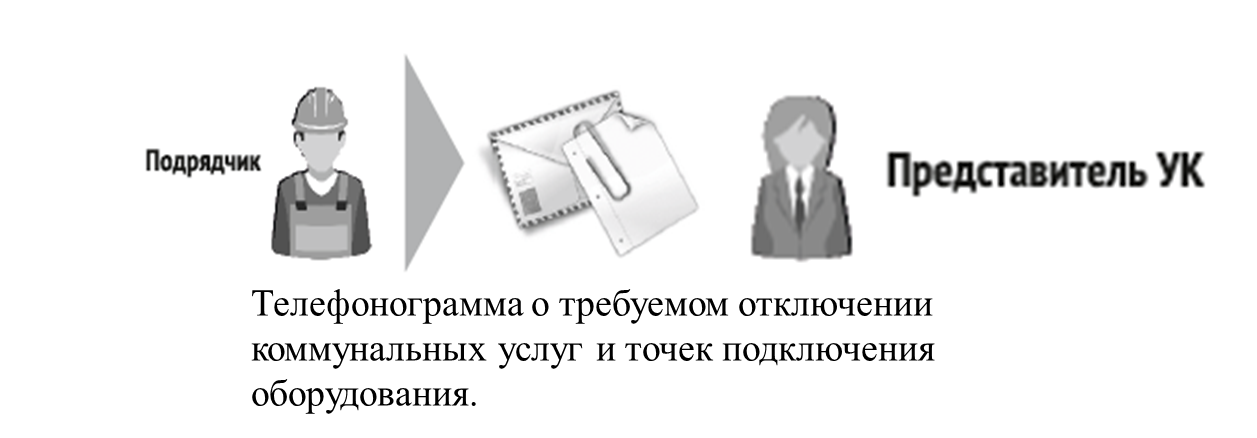 Подрядчик
Представитель УК
Телефонограмма о требуемом отключении
коммунальных услуг и точек подключения
оборудования.